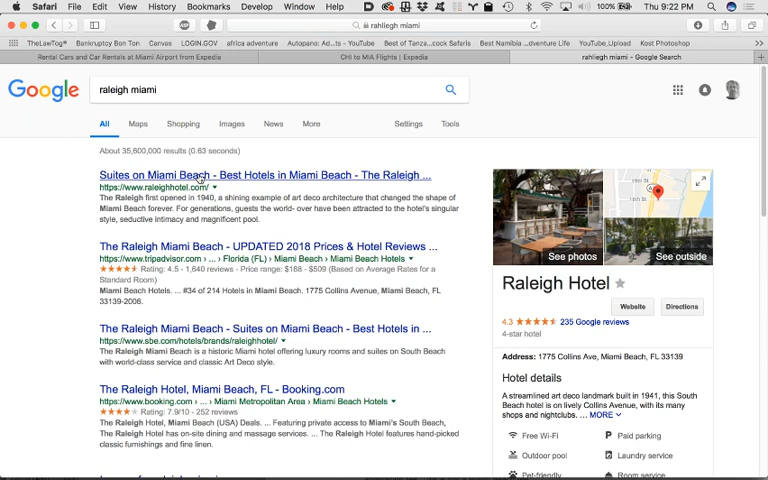 Safari File Edit View History Bookmarks Develop Window Help 100% Thu 9:22 PM
rahliegh miami
TheLawTog® Bankruptcy Bon Ton Canvas LOGIN.GOV africa adventure Autopano: Ad...ts - YouTube Best of Tanza...cock Safaris Best Namibia ...dventure Life YouTube_Upload Kost Photoshop
Rental Cars and Car Rentals at Miami Airport from Expedia CHI to MIA Flights | Expedia rahliegh miami - Google Search
Google raleigh miami
All Maps Shopping Images News More Settings Tools
About 35,600,000 results (0.63 seconds)
Suites on Miami Beach - Best Hotels in Miami Beach - The Raleigh ...
https://www.raleighhotel.com/
The Raleigh first opened in 1940, a shining example of art deco architecture that changed the shape of
Miami Beach forever. For generations, guests the world- over have been attracted to the hotel's singular
style, seductive intimacy and magnificent pool.
The Raleigh Miami Beach - UPDATED 2018 Prices & Hotel Reviews ...
https://www.tripadvisor.com › ... › Florida (FL) › Miami Beach › Miami Beach Hotels
Rating: 4.5 - 1,640 reviews - Price range: $188 - $509 (Based on Average Rates for a
Standard Room)
Miami Beach Hotels. ... #34 of 214 Hotels in Miami Beach. 1775 Collins Avenue, Miami Beach, FL
33139-2006.
The Raleigh Miami Beach - Suites on Miami Beach - Best Hotels in ...
https://www.sbe.com/hotels/brands/raleighhotel/
The Raleigh Miami Beach is a historic Miami hotel offering luxury rooms and suites on South Beach
with world-class service and classic Art Deco style.
The Raleigh Hotel, Miami Beach, FL - Booking.com
https://www.booking.com › ... › Miami Metropolitan Area › Miami Beach Hotels
Rating: 7.9/10 - 252 reviews
The Raleigh Hotel, Miami Beach (USA) Deals. ... Featuring private access to Miami's South Beach,
The Raleigh Hotel has on-site dining and massage services. ... The Raleigh Hotel features hand-picked
classic furnishings and fine linen.
See photos
See outside
Raleigh Hotel
Website Directions
4.3 235 Google reviews
4-star hotel
Address: 1775 Collins Ave, Miami Beach, FL 33139
Hotel details
A streamlined art deco landmark built in 1941, this South
Beach hotel is on lively Collins Avenue, with its many
shops and nightclubs. ... MORE
Free Wi-Fi Paid parking
Outdoor pool Laundry service
Pet-friendly Room service